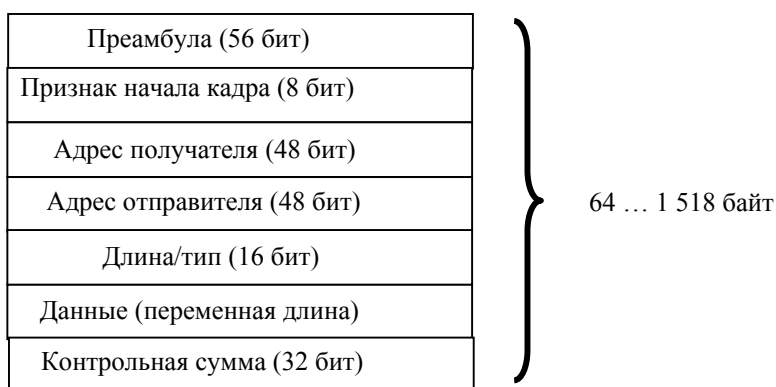 Преамбула (56 бит)
Признак начала кадра (8 бит)
Адрес получателя (48 бит)
Адрес отправителя (48 бит)
Длина/тип (16 бит)
Данные (переменная длина)
Контрольная сумма (32 бит)
64 … 1 518 байт